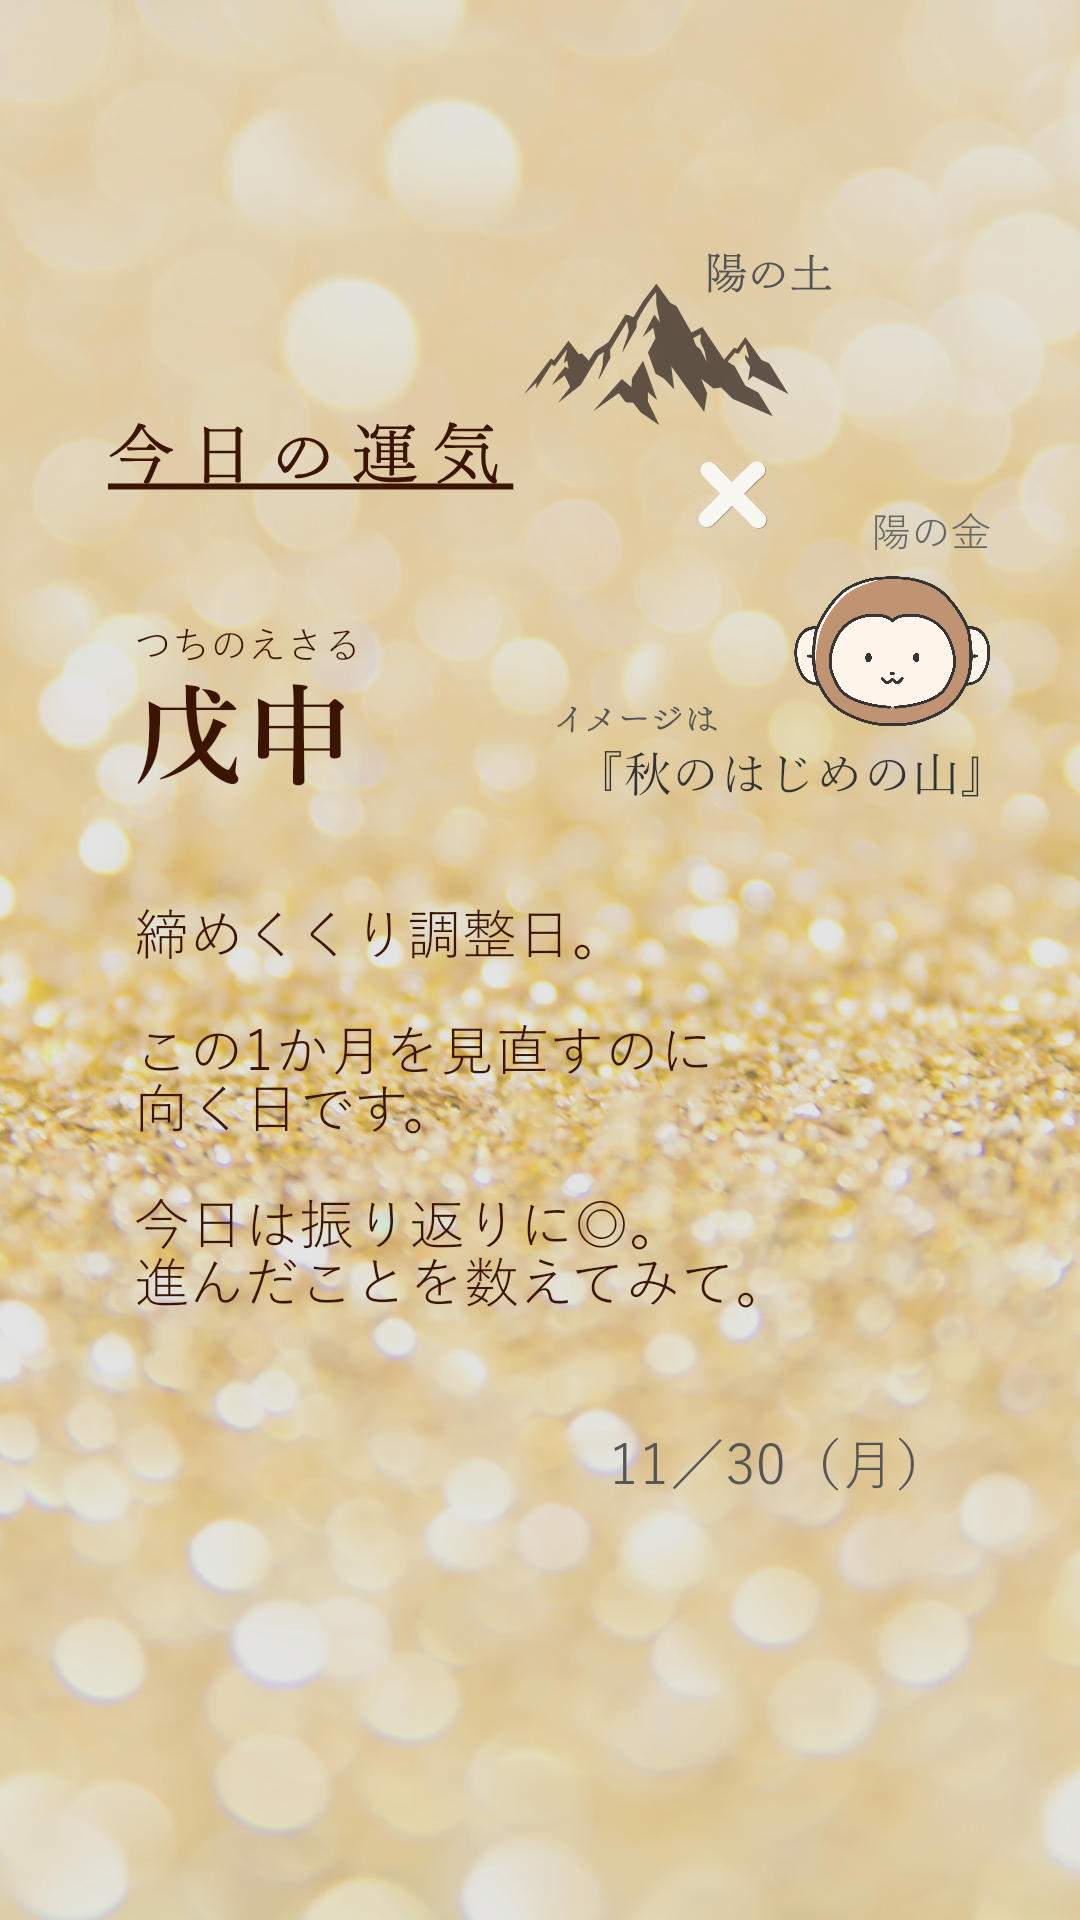 陽の土
今日の運気
陽の金
つちのえさる
戊申
イメージは
『秋のはじめの山』
締めくくり調整日。
この1か月を見直すのに
向く日です。
今日は振り返りに◎。
進んだことを数えてみて。
11／30（月）